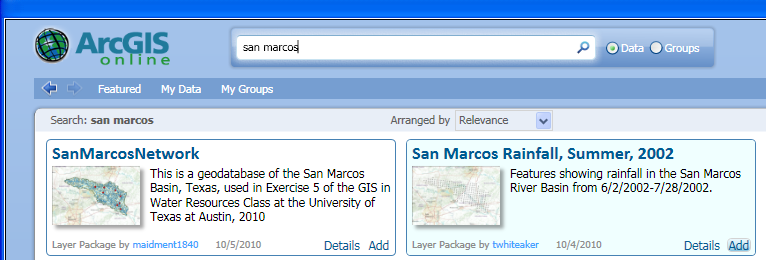 ArcGIS
online
san marcos
Data Groups
Featured My Data My Groups
Search: san marcos Arranged by Relevance
SanMarcosNetwork
This is a geodatabase of the San Marcos
Basin, Texas, used in Exercise 5 of the GIS in
Water Resources Class at the University of
Texas at Austin, 2010
Layer Package by maidment1840 10/5/2010 Details Add
San Marcos Rainfall, Summer, 2002
Features showing rainfall in the San Marcos
River Basin from 6/2/2002-7/28/2002.
Layer Package by twhiteaker 10/4/2010 Details Add